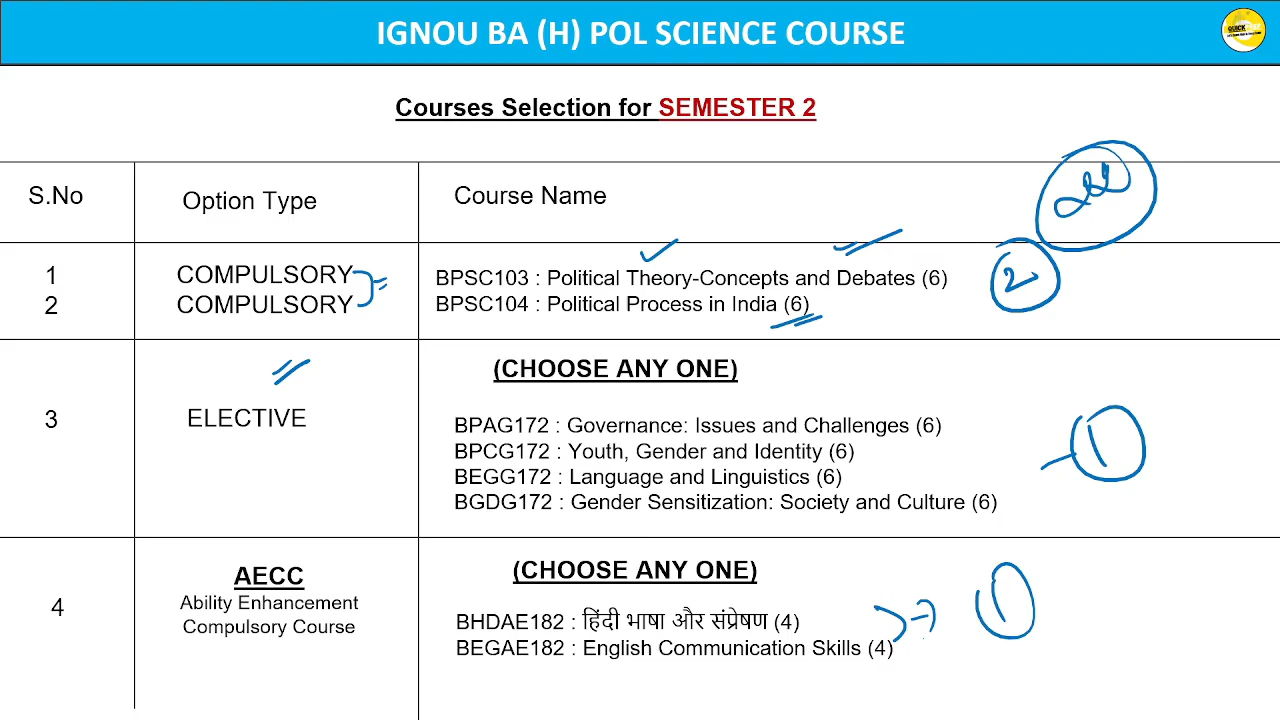 IGNOU BA (H) POL SCIENCE COURSE
Courses Selection for SEMESTER 2
S.No Option Type Course Name
1 COMPULSORY BPSC103 : Political Theory-Concepts and Debates (6)
2 COMPULSORY BPSC104 : Political Process in India (6)
2
(CHOOSE ANY ONE)
3 ELECTIVE
BPAG172 : Governance: Issues and Challenges (6)
BPCG172 : Youth, Gender and Identity (6)
BEGG172 : Language and Linguistics (6)
BGDG172 : Gender Sensitization: Society and Culture (6)
1
(CHOOSE ANY ONE)
4 AECC
Ability Enhancement
Compulsory Course
BHDAE182 : हिंदी भाषा और संप्रेषण (4)
BEGAE182 : English Communication Skills (4)
1